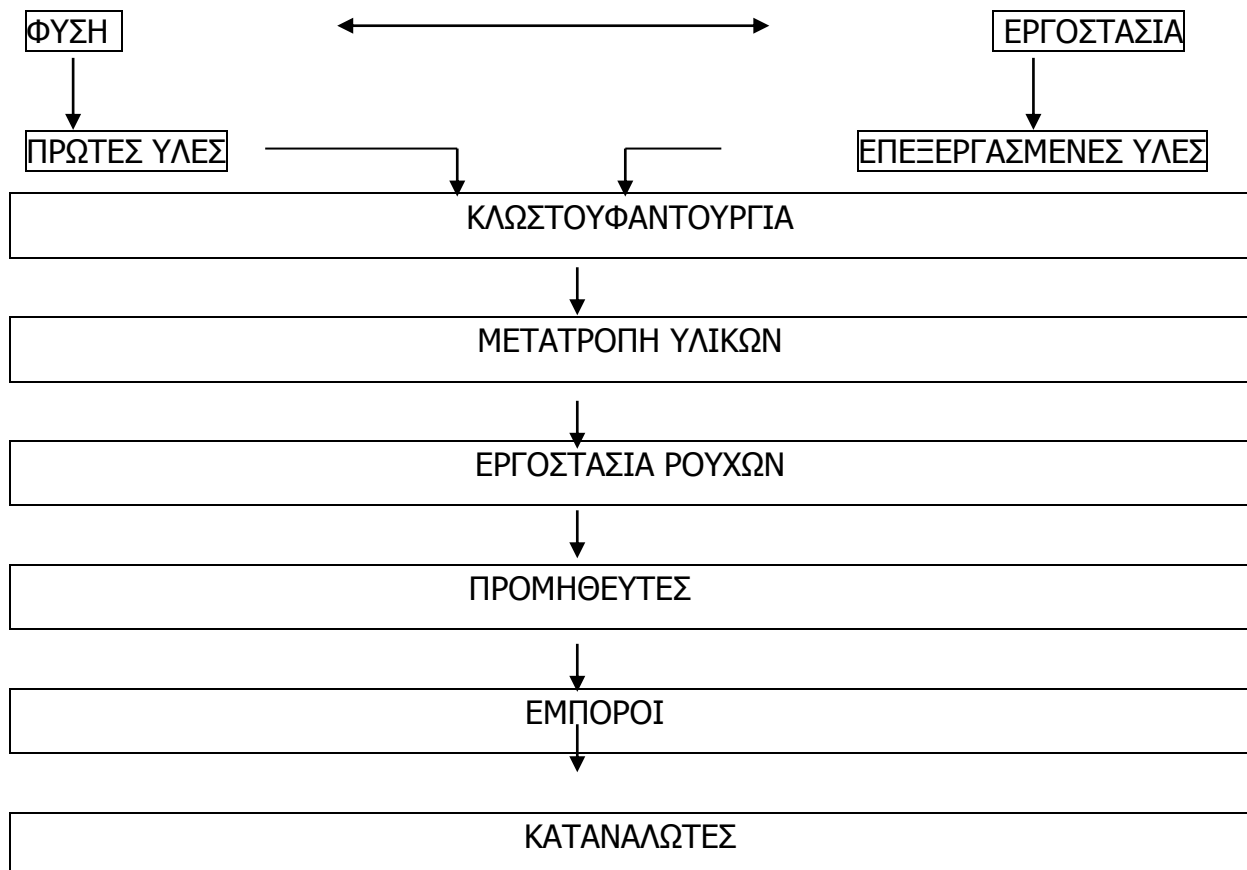 ΦΥΣΗ ΕΡΓΟΣΤΑΣΙΑ
ΠΡΩΤΕΣ ΥΛΕΣ ΕΠΕΞΕΡΓΑΣΜΕΝΕΣ ΥΛΕΣ
ΚΛΩΣΤΟΥΦΑΝΤΟΥΡΓΙΑ
ΜΕΤΑΤΡΟΠΗ ΥΛΙΚΩΝ
ΕΡΓΟΣΤΑΣΙΑ ΡΟΥΧΩΝ
ΠΡΟΜΗΘΕΥΤΕΣ
ΕΜΠΟΡΟΙ
ΚΑΤΑΝΑΛΩΤΕΣ